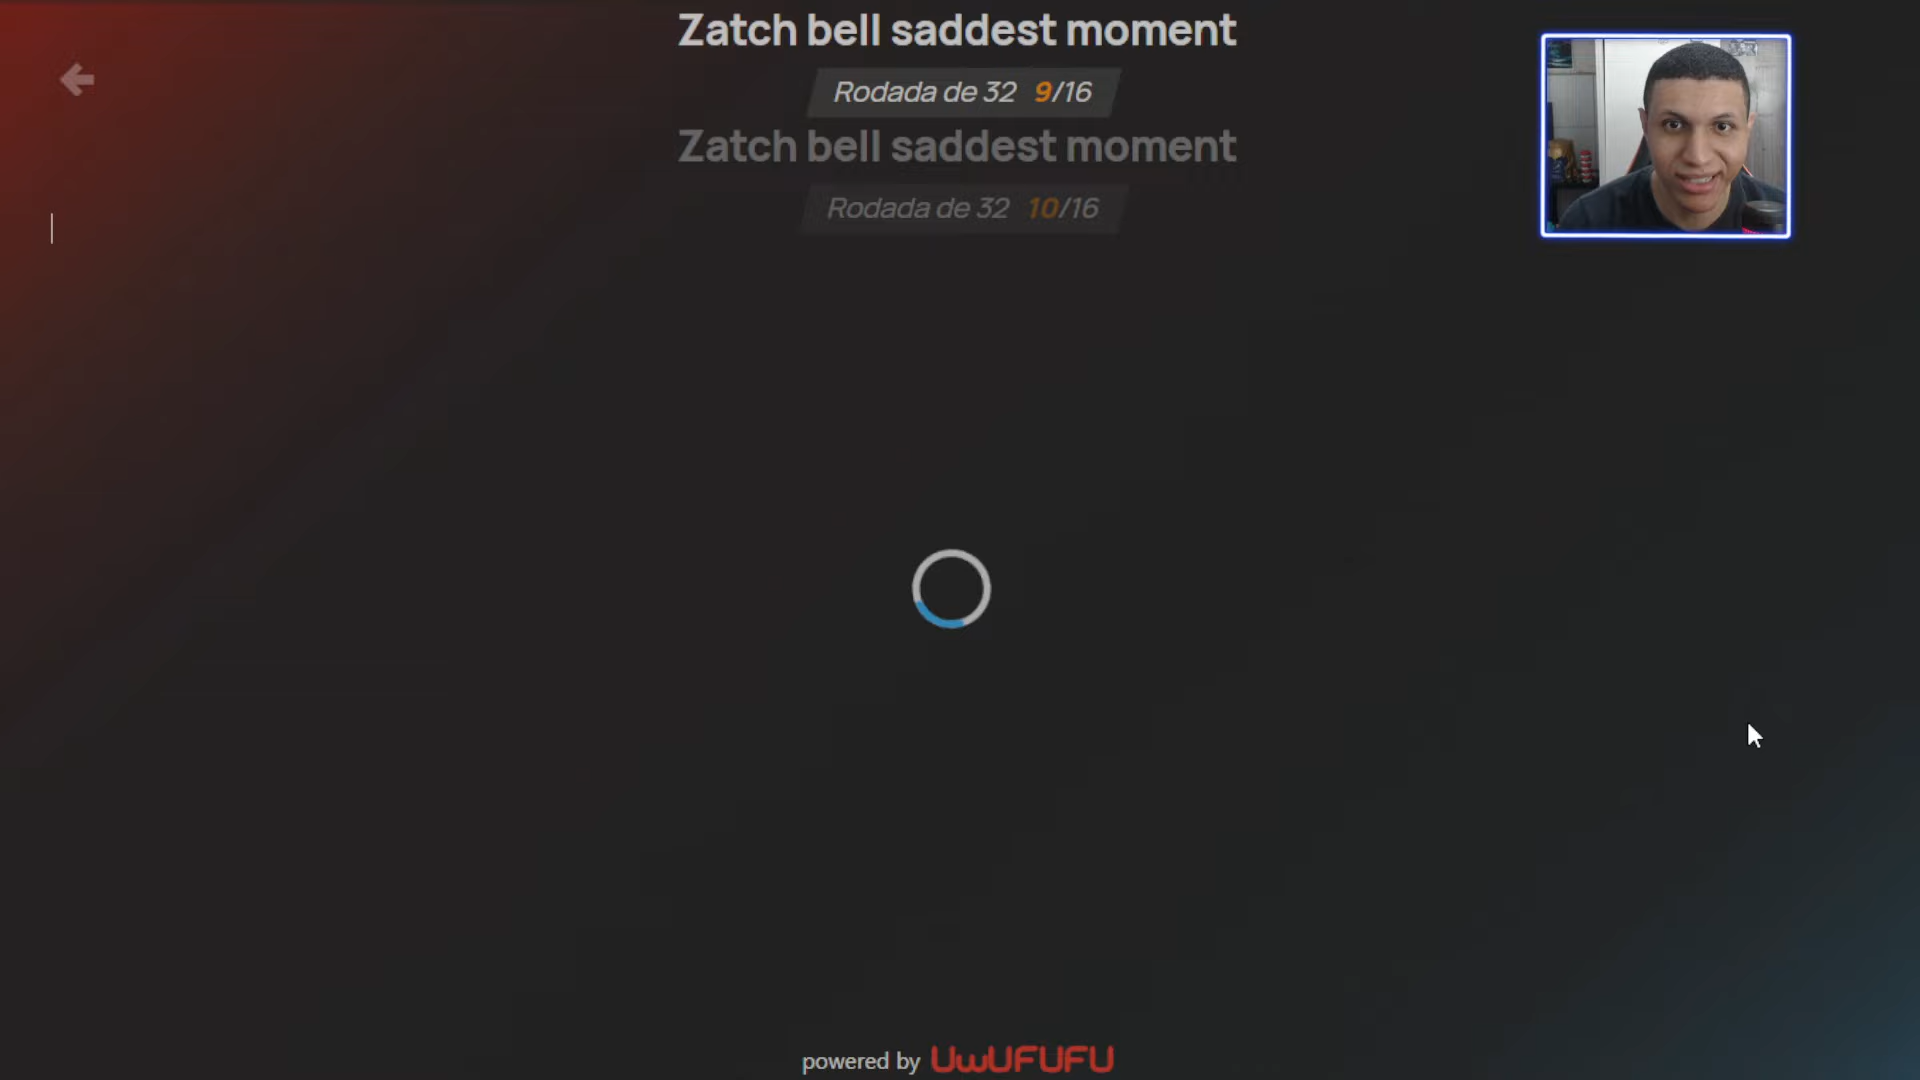 Zatch bell saddest moment
Rodada de 32 9/16
Zatch bell saddest moment
Rodada de 32 10/16
powered by UwUFUFU